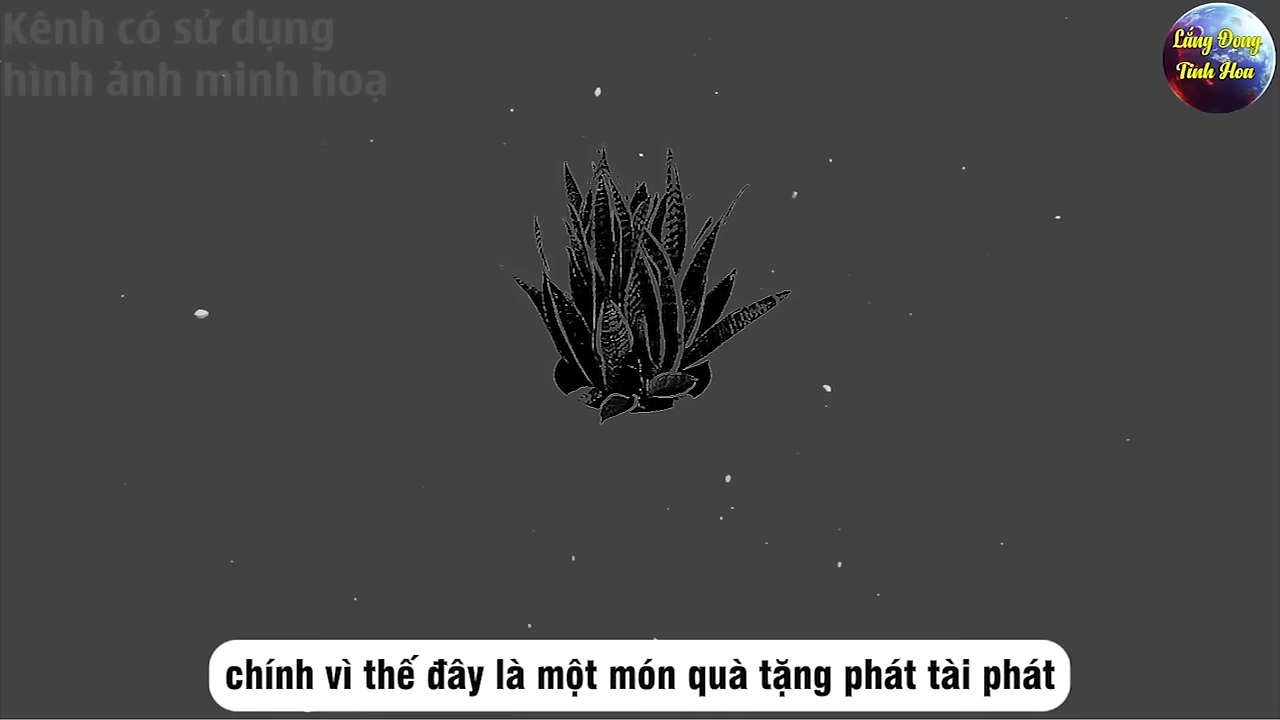 Kênh có sử dụng
hình ảnh minh hoạ
Lắng Đọng
Tinh Hoa
chính vì thế đây là một món quà tặng phát tài phát